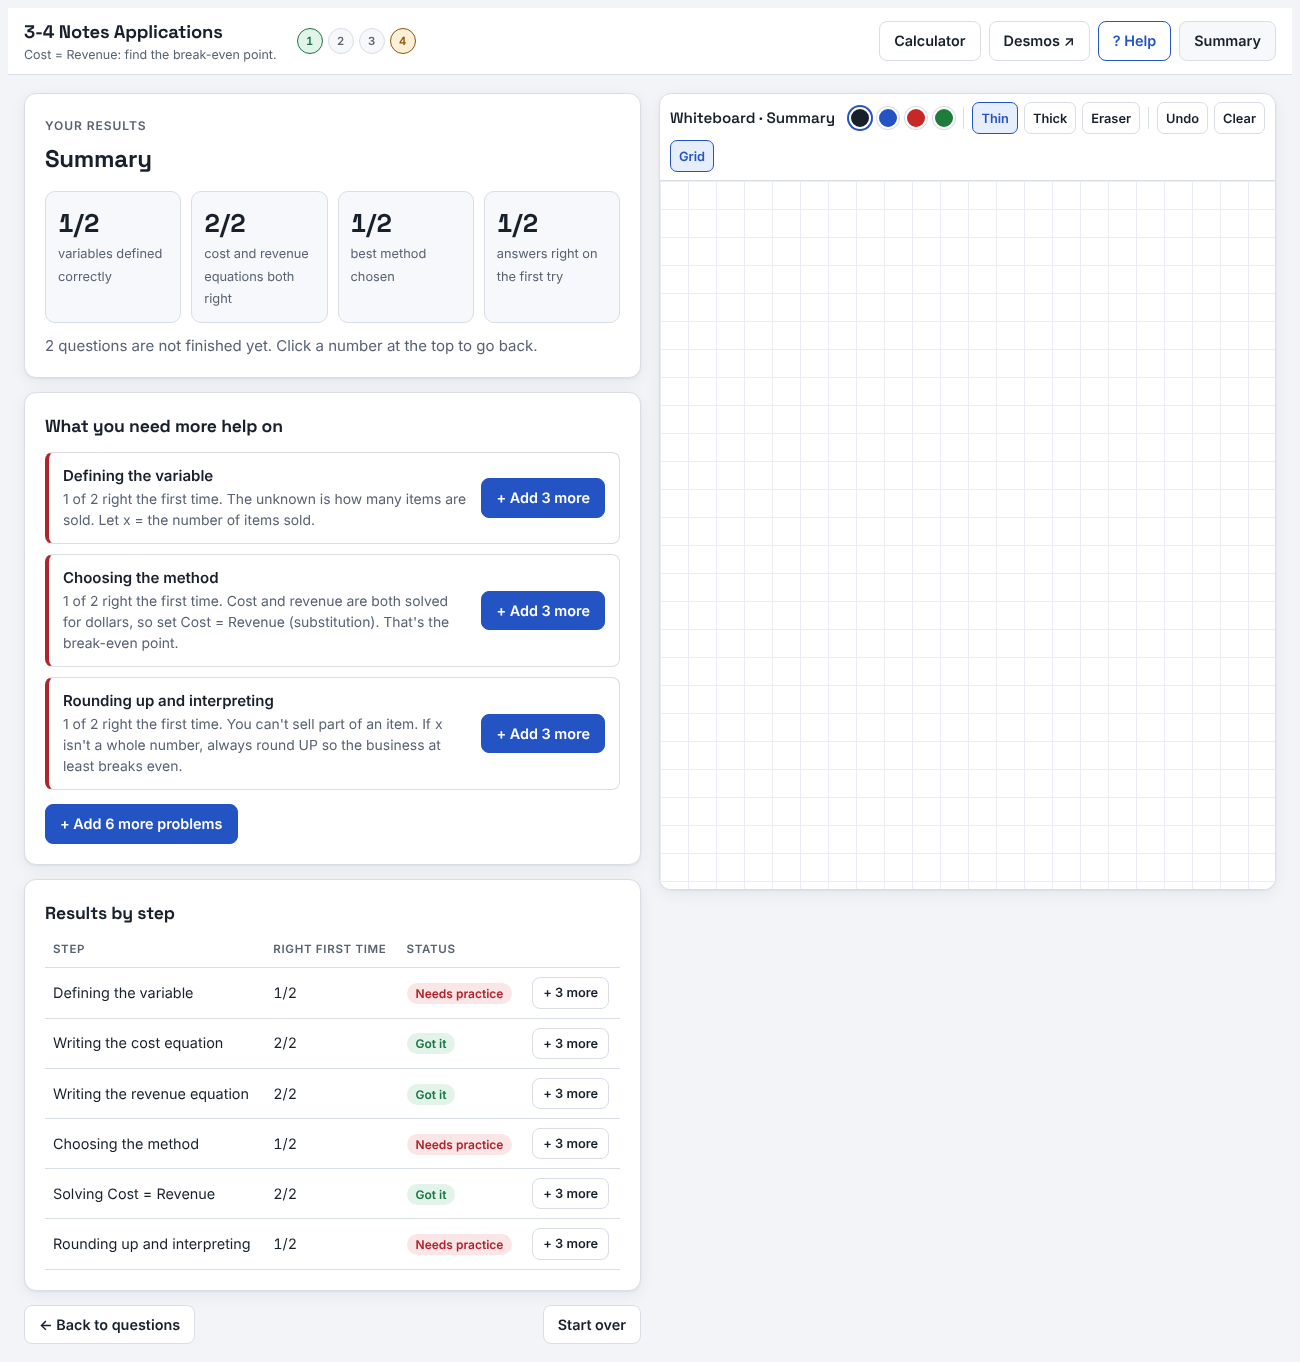 3-4 Notes Applications
Cost = Revenue: find the break-even point.
1 2 3 4
Calculator
Desmos ↗
? Help
Summary
YOUR RESULTS
Summary
1/2
variables defined
correctly
2/2
cost and revenue
equations both
right
1/2
best method
chosen
1/2
answers right on
the first try
2 questions are not finished yet. Click a number at the top to go back.
What you need more help on
Defining the variable
1 of 2 right the first time. The unknown is how many items are
sold. Let x = the number of items sold.
+ Add 3 more
Choosing the method
1 of 2 right the first time. Cost and revenue are both solved
for dollars, so set Cost = Revenue (substitution). That's the
break-even point.
+ Add 3 more
Rounding up and interpreting
1 of 2 right the first time. You can't sell part of an item. If x
isn't a whole number, always round UP so the business at
least breaks even.
+ Add 3 more
+ Add 6 more problems
Results by step
STEP RIGHT FIRST TIME STATUS
Defining the variable 1/2 Needs practice + 3 more
Writing the cost equation 2/2 Got it + 3 more
Writing the revenue equation 2/2 Got it + 3 more
Choosing the method 1/2 Needs practice + 3 more
Solving Cost = Revenue 2/2 Got it + 3 more
Rounding up and interpreting 1/2 Needs practice + 3 more
← Back to questions
Start over
Whiteboard · Summary
Thin
Thick
Eraser
Undo
Clear
Grid